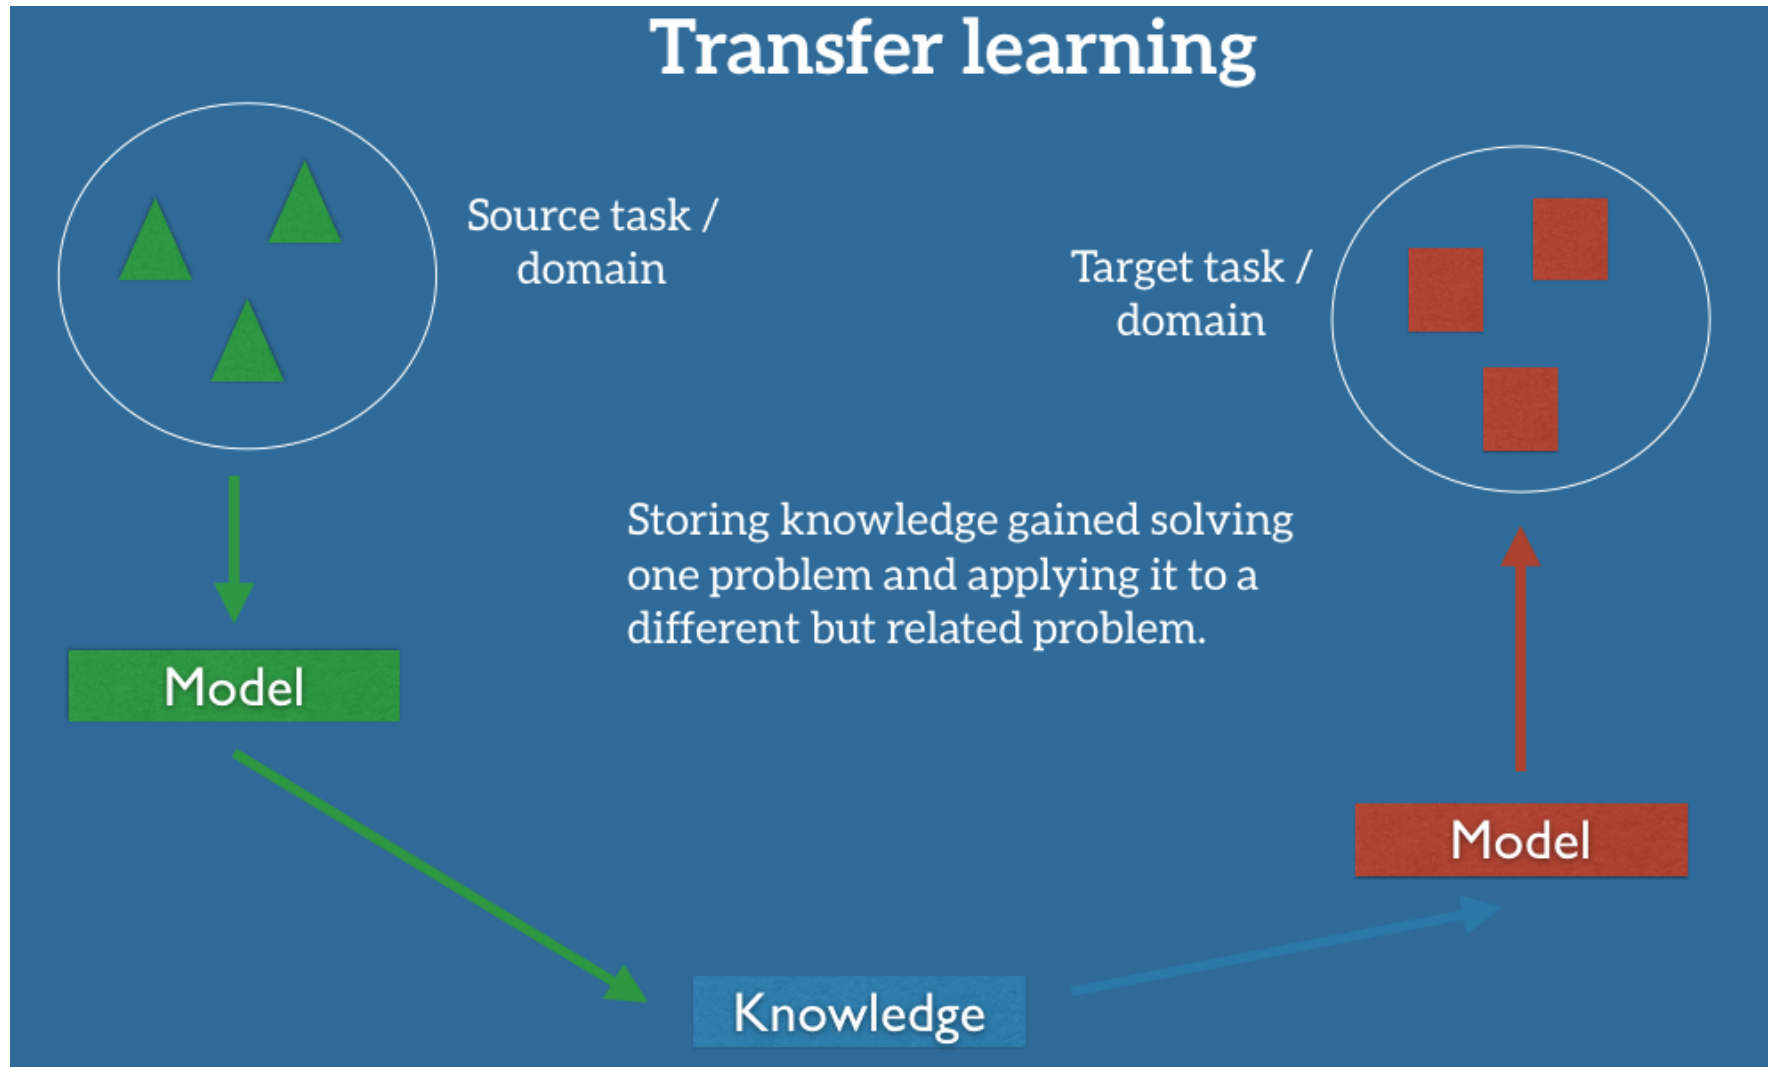 Transfer learning
Source task /
domain
Target task /
domain
Storing knowledge gained solving
one problem and applying it to a
different but related problem.
Model
Model
Knowledge